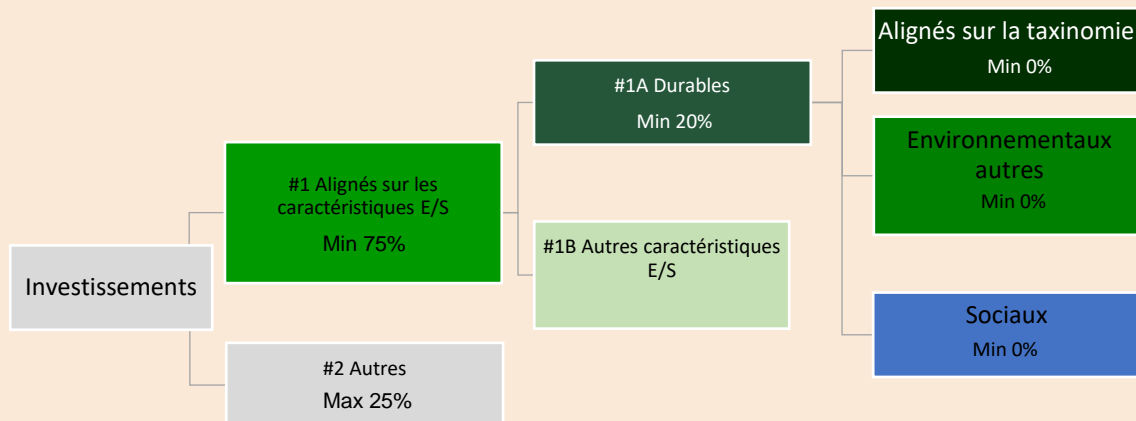 Investissements
#1 Alignés sur les
caractéristiques E/S
Min 75%
#2 Autres
Max 25%
#1A Durables
Min 20%
#1B Autres caractéristiques
E/S
Alignés sur la taxinomie
Min 0%
Environnementaux
autres
Min 0%
Sociaux
Min 0%